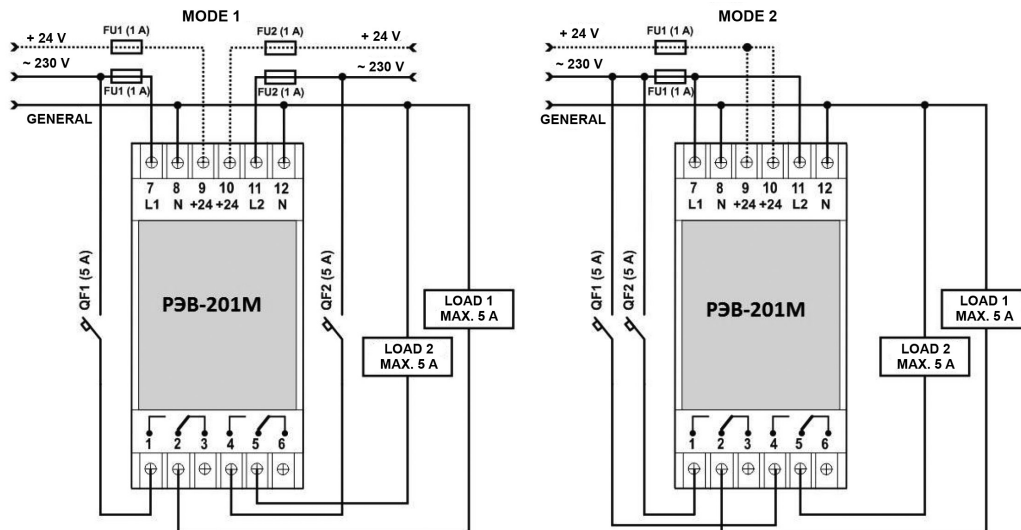 MODE 1
+ 24 V
FU1 (1 A)
FU2 (1 A)
+ 24 V
~ 230 V
FU1 (1 A)
FU2 (1 A)
~ 230 V
GENERAL
7 8 9 10 11 12
L1 N +24 +24 L2 N
QF1 (5 A)
РЭВ-201М
QF2 (5 A)
LOAD 1
MAX. 5 A
LOAD 2
MAX. 5 A
1 2 3 4 5 6
MODE 2
+ 24 V
FU1 (1 A)
~ 230 V
FU1 (1 A)
GENERAL
7 8 9 10 11 12
L1 N +24 +24 L2 N
QF1 (5 A)
QF2 (5 A)
РЭВ-201М
LOAD 1
MAX. 5 A
LOAD 2
MAX. 5 A
1 2 3 4 5 6